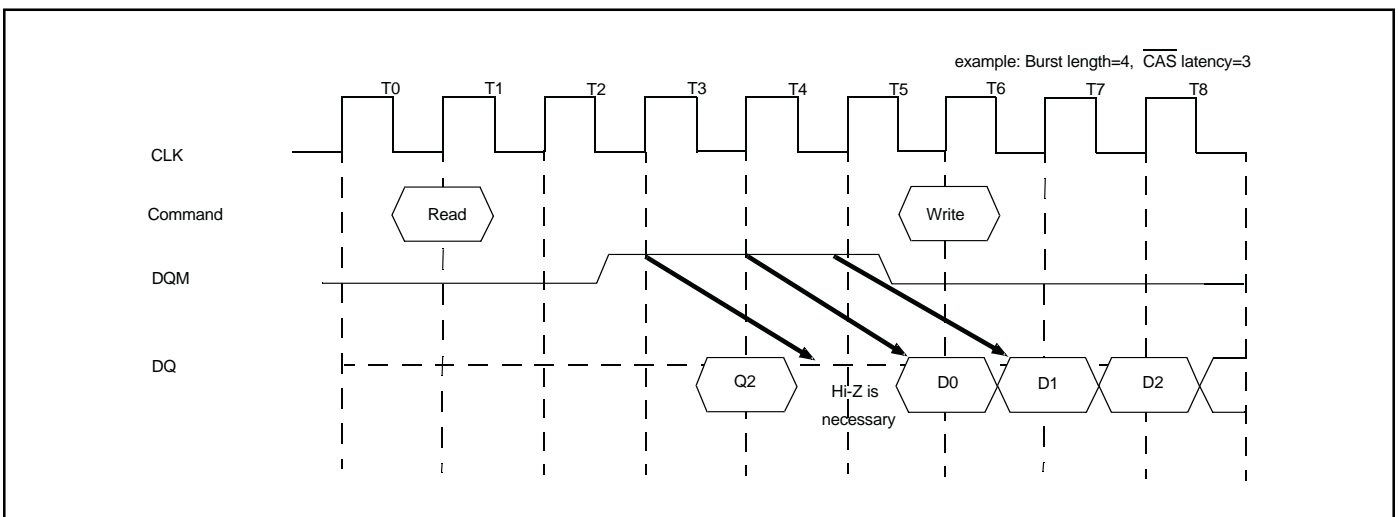 example: Burst length=4, CAS latency=3
T0 T1 T2 T3 T4 T5 T6 T7 T8
CLK
Command Read Write
DQM
DQ Q2 D0 D1 D2
Hi-Z is
necessary